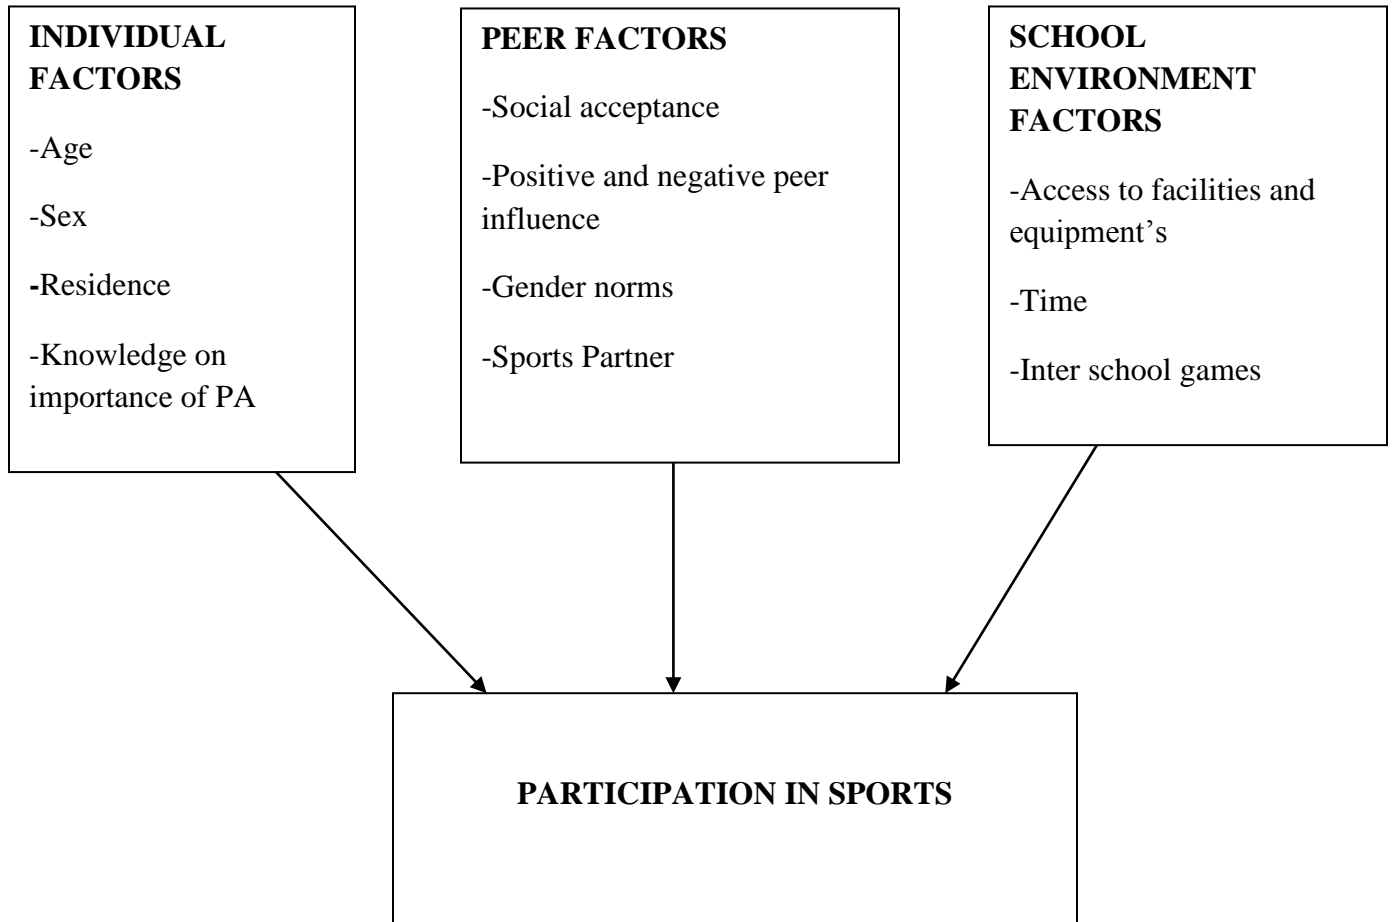 INDIVIDUAL
FACTORS
-Age
-Sex
-Residence
-Knowledge on
importance of PA
PEER FACTORS
-Social acceptance
-Positive and negative peer
influence
-Gender norms
-Sports Partner
SCHOOL
ENVIRONMENT
FACTORS
-Access to facilities and
equipment’s
-Time
-Inter school games
PARTICIPATION IN SPORTS